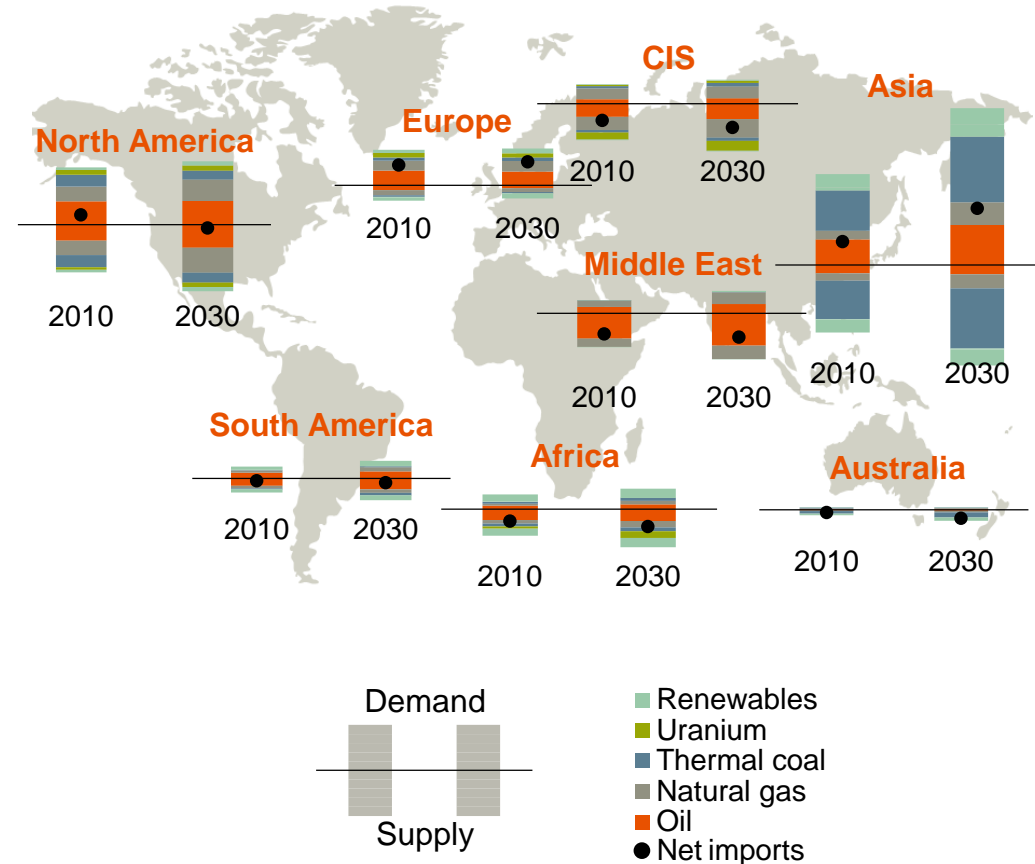 CIS
Asia
Europe
North America
2010
2030
2010
2030
2010
2030
Middle East
2010
2030
2010
2030
2010
2030
South America
Africa
Australia
2010
2030
2010
2030
2010
2030
Demand
Supply
Renewables
Uranium
Thermal coal
Natural gas
Oil
Net imports